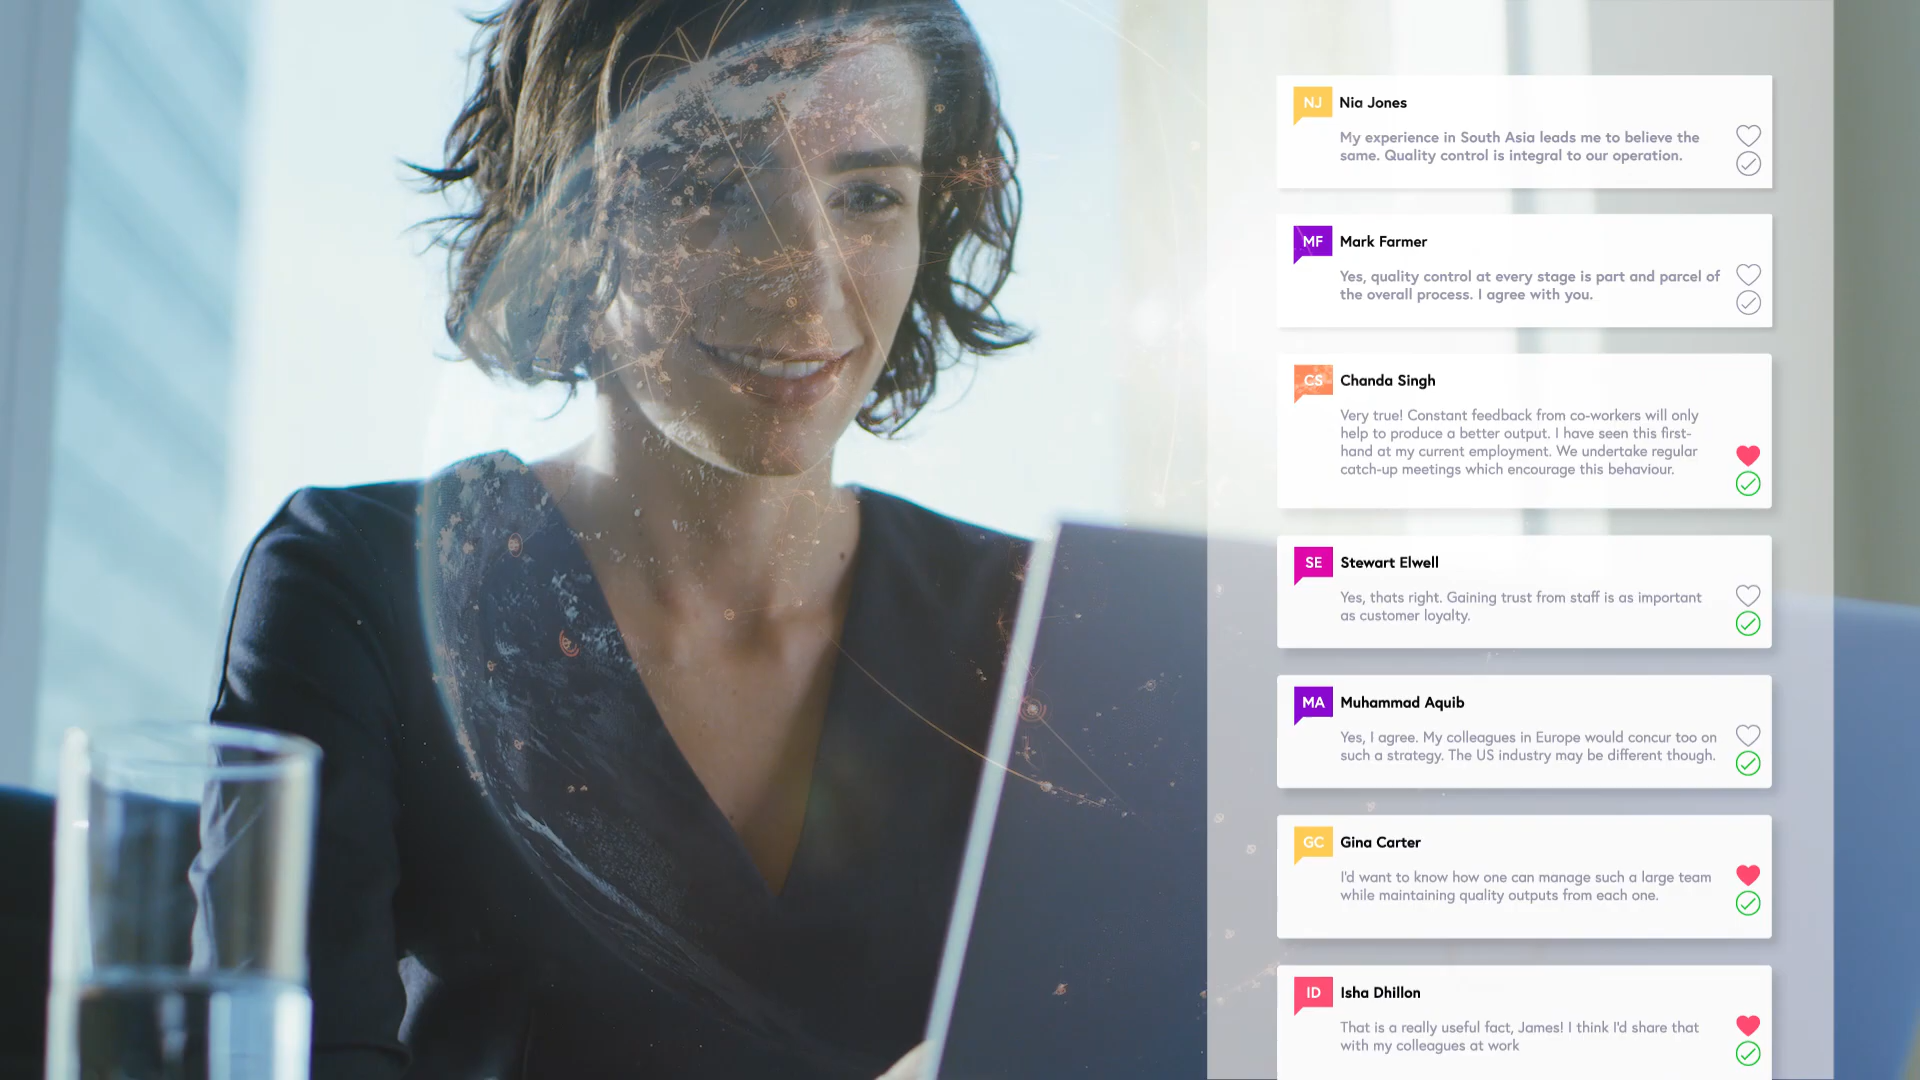 NJ Nia Jones
My experience in South Asia leads me to believe the
same. Quality control is integral to our operation.
MF Mark Farmer
Yes, quality control at every stage is part and parcel of
the overall process. I agree with you.
CS Chanda Singh
Very true! Constant feedback from co-workers will only
help to produce a better output. I have seen this first-
hand at my current employment. We undertake regular
catch-up meetings which encourage this behaviour.
SE Stewart Elwell
Yes, thats right. Gaining trust from staff is as important
as customer loyalty.
MA Muhammad Aquib
Yes, I agree. My colleagues in Europe would concur too on
such a strategy. The US industry may be different though.
GC Gina Carter
I'd want to know how one can manage such a large team
while maintaining quality outputs from each one.
ID Isha Dhillon
That is a really useful fact, James! I think I'd share that
with my colleagues at work